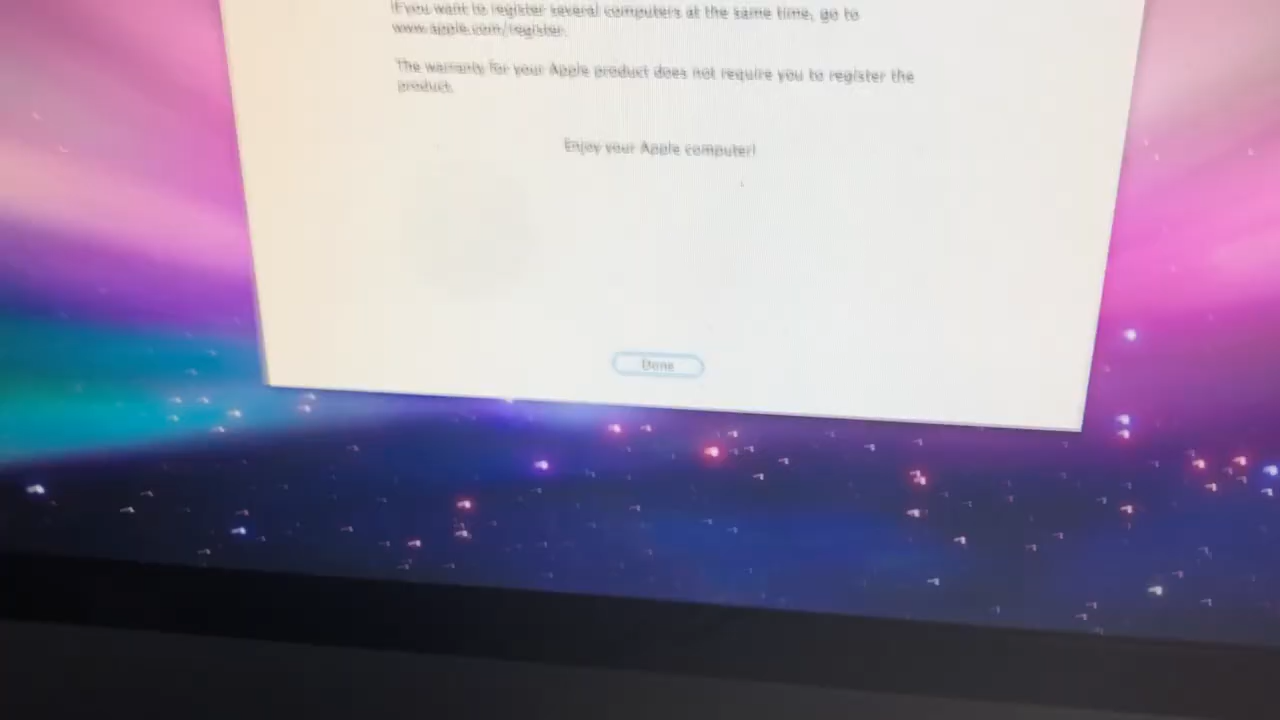 If you want to register several computers at the same time, go to
www.apple.com/register.
The warranty for your Apple product does not require you to register the
product.
Enjoy your Apple computer!
Done